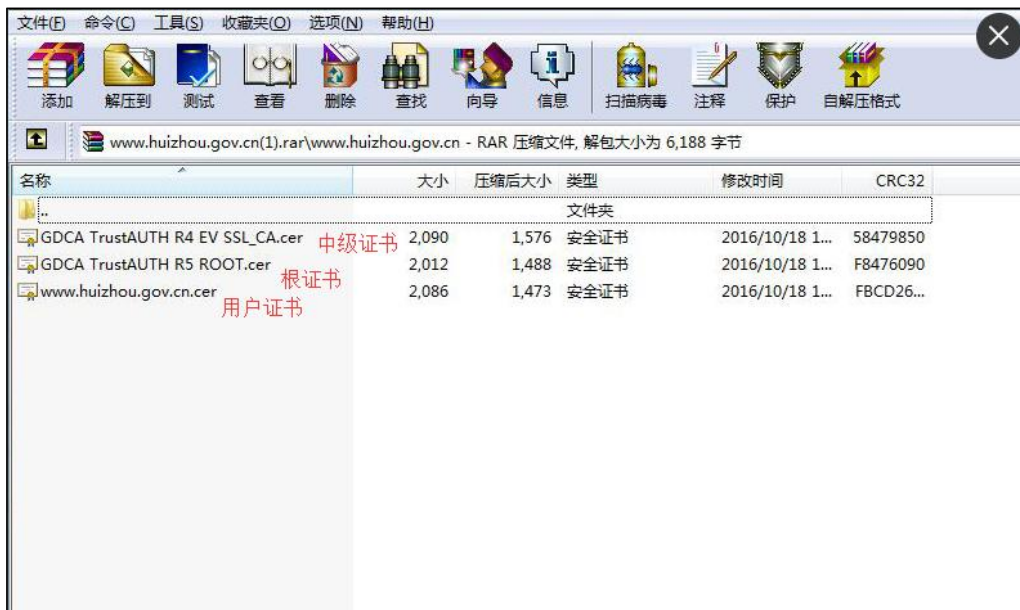 文件(F) 命令(C) 工具(S) 收藏夹(O) 选项(N) 帮助(H)
添加 解压到 测试 查看 删除 查找 向导 信息 扫描病毒 注释 保护 自解压格式
www.huizhou.gov.cn(1).rar\www.huizhou.gov.cn - RAR 压缩文件, 解包大小为 6,188 字节
名称 大小 压缩后大小 类型 修改时间 CRC32
.. 文件夹
GDCA TrustAUTH R4 EV SSL_CA.cer 中级证书 2,090 1,576 安全证书 2016/10/18 1... 58479850
GDCA TrustAUTH R5 ROOT.cer 根证书 2,012 1,488 安全证书 2016/10/18 1... F8476090
www.huizhou.gov.cn.cer 用户证书 2,086 1,473 安全证书 2016/10/18 1... FBCD26...